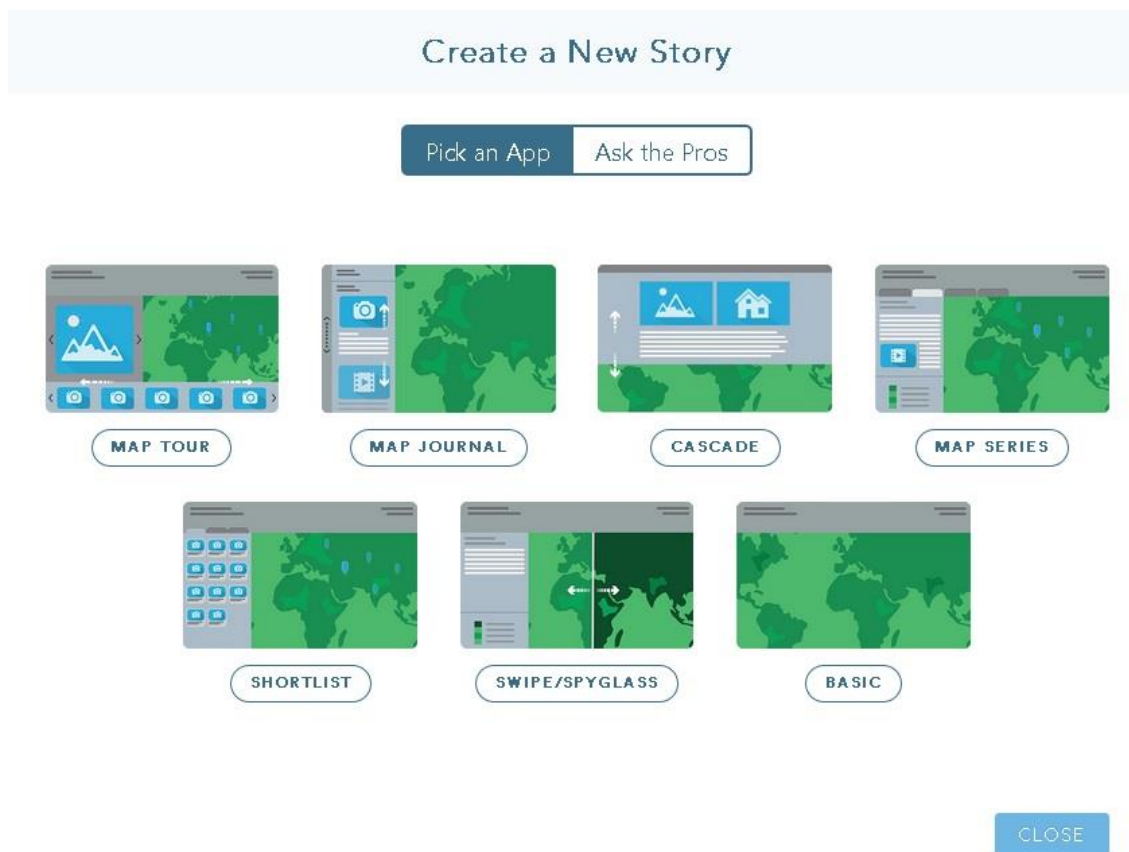 Create a New Story
Pick an App
Ask the Pros
MAP TOUR
MAP JOURNAL
CASCADE
MAP SERIES
SHORTLIST
SWIPE/SPYGLASS
BASIC
CLOSE